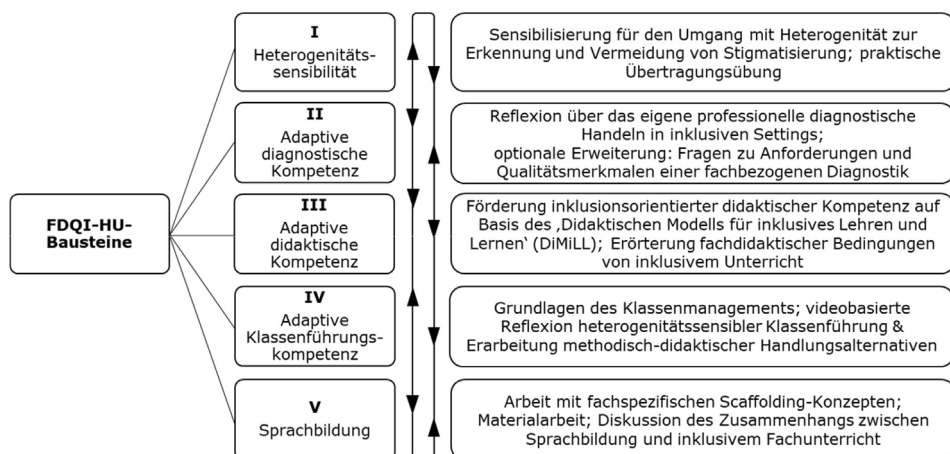 FDQI-HU-
Bausteine
I
Heterogenitäts-
sensibilität
Sensibilisierung für den Umgang mit Heterogenität zur
Erkennung und Vermeidung von Stigmatisierung; praktische
Übertragungsübung
II
Adaptive
diagnostische
Kompetenz
Reflexion über das eigene professionelle diagnostische
Handeln in inklusiven Settings;
optionale Erweiterung: Fragen zu Anforderungen und
Qualitätsmerkmalen einer fachbezogenen Diagnostik
III
Adaptive
didaktische
Kompetenz
Förderung inklusionsorientierter didaktischer Kompetenz auf
Basis des ‚Didaktischen Modells für inklusives Lehren und
Lernen‘ (DiMiLL); Erörterung fachdidaktischer Bedingungen
von inklusivem Unterricht
IV
Adaptive
Klassenführungs-
kompetenz
Grundlagen des Klassenmanagements; videobasierte
Reflexion heterogenitätssensibler Klassenführung &
Erarbeitung methodisch-didaktischer Handlungsalternativen
V
Sprachbildung
Arbeit mit fachspezifischen Scaffolding-Konzepten;
Materialarbeit; Diskussion des Zusammenhangs zwischen
Sprachbildung und inklusivem Fachunterricht